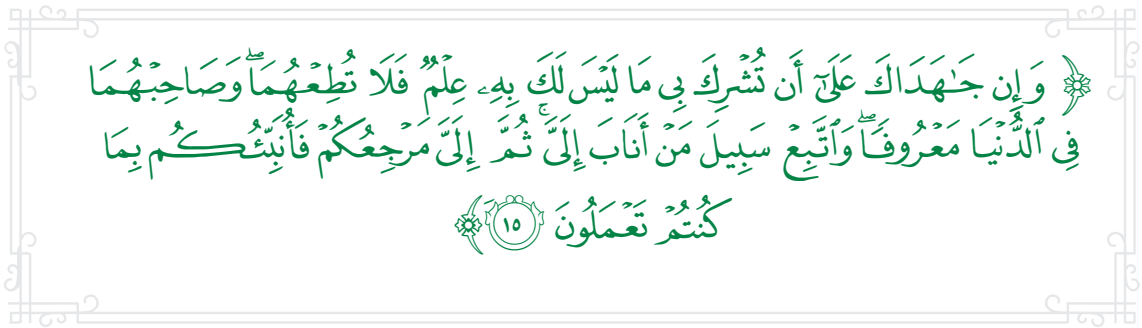 ﴿ وَإِن جَـٰهَدَاكَ عَلَىٰٓ أَن تُشْرِكَ بِى مَا لَيْسَ لَكَ بِهِۦ عِلْمٌۭ فَلَا تُطِعْهُمَا ۖ وَصَاحِبْهُمَا
فِى ٱلدُّنْيَا مَعْرُوفًۭا ۖ وَٱتَّبِعْ سَبِيلَ مَنْ أَنَابَ إِلَىَّ ۚ ثُمَّ إِلَىَّ مَرْجِعُكُمْ فَأُنَبِّئُكُم بِمَا
كُنتُمْ تَعْمَلُونَ ١٥ ﴾